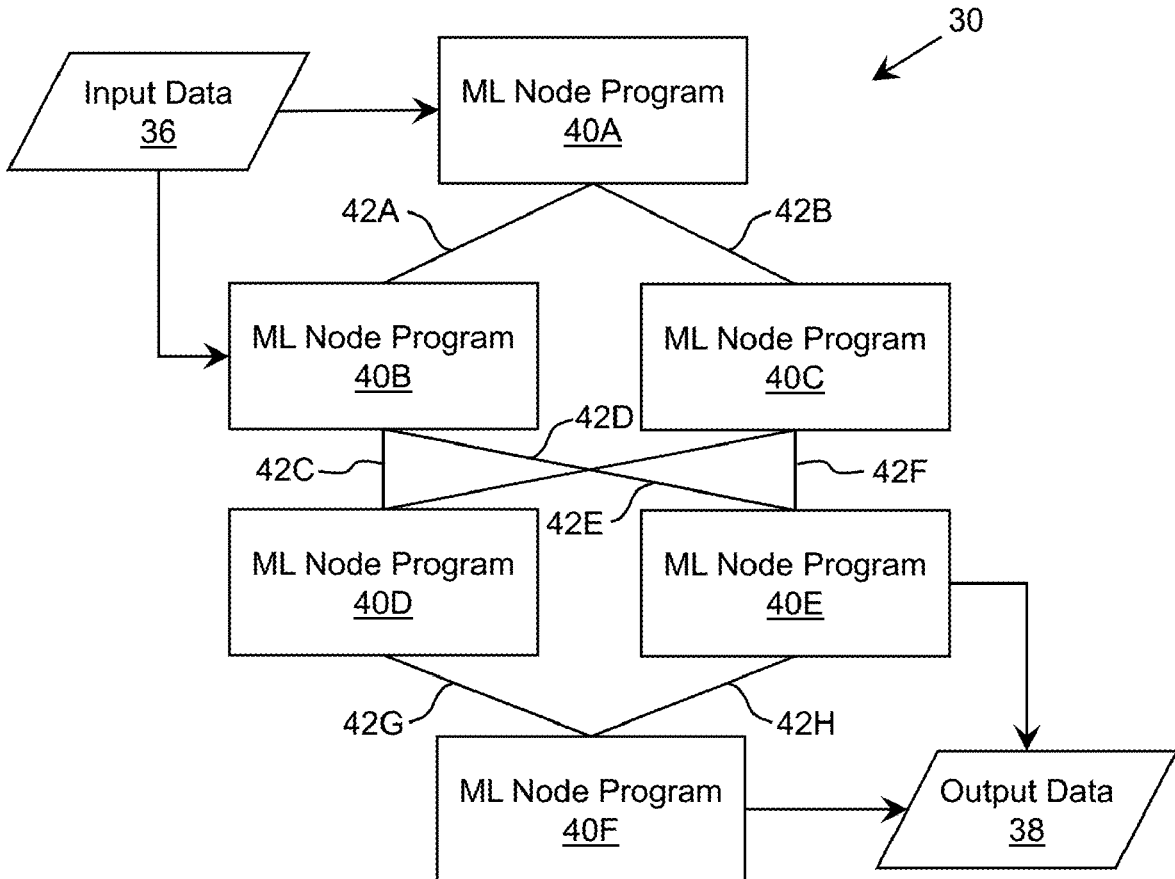 30
Input Data
36
ML Node Program
40A
42A
42B
ML Node Program
40B
ML Node Program
40C
42D
42C
42F
42E
ML Node Program
40D
ML Node Program
40E
42G
42H
ML Node Program
40F
Output Data
38